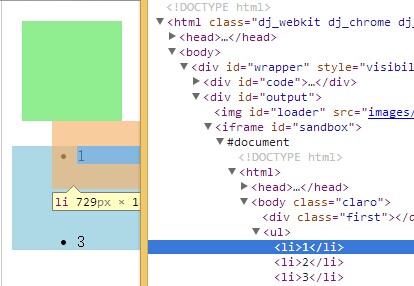 1
li 729px × 1
3
<!DOCTYPE html>
▼<html class="dj_webkit dj_chrome dj
▶<head>…</head>
▼<body>
▼<div id="wrapper" style="visibil
▶<div id="code">…</div>
▼<div id="output">
<img id="loader" src="images/
▼<iframe id="sandbox">
▼#document
<!DOCTYPE html>
▼<html>
▶<head>…</head>
▼<body class="claro">
<div class="first"></d
▼<ul>
<li>1</li>
<li>2</li>
<li>3</li>